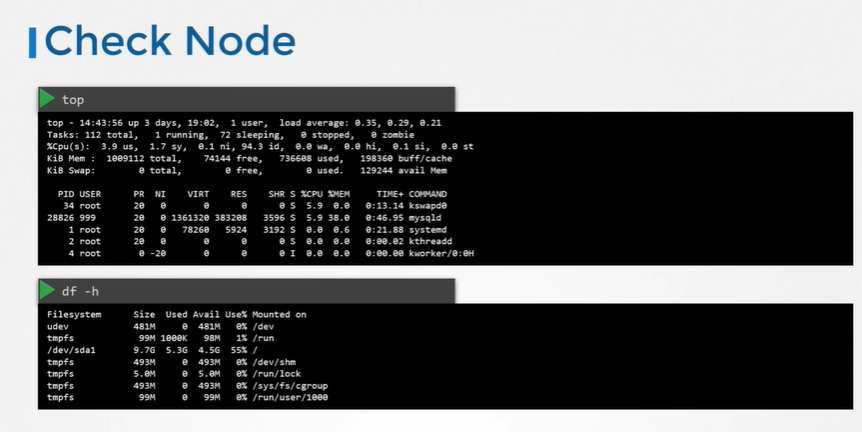 Check Node
top
top - 14:43:56 up 3 days, 19:02,  1 user,  load average: 0.35, 0.29, 0.21
Tasks: 112 total,   1 running,  72 sleeping,   0 stopped,   0 zombie
%Cpu(s):  3.9 us,  1.7 sy,  0.1 ni, 94.3 id,  0.0 wa,  0.0 hi,  0.1 si,  0.0 st
KiB Mem :  1009112 total,    74144 free,   736608 used,   198360 buff/cache
KiB Swap:        0 total,        0 free,        0 used.   129244 avail Mem
PID USER      PR  NI    VIRT    RES    SHR S %CPU %MEM     TIME+ COMMAND
34 root      20   0       0      0      0 S  5.9  0.0   0:13.14 kswapd0
28826 999       20   0 1361320 383208   3596 S  5.9 38.0   0:46.95 mysqld
1 root      20   0   78260   5924   3192 S  0.0  0.6   0:21.88 systemd
2 root      20   0       0      0      0 S  0.0  0.0   0:00.02 kthreadd
4 root       0 -20       0      0      0 I  0.0  0.0   0:00.00 kworker/0:0H
df -h
Filesystem      Size  Used Avail Use% Mounted on
udev            481M     0  481M   0% /dev
tmpfs            99M 1000K   98M   1% /run
/dev/sda1       9.7G  5.3G  4.5G  55% /
tmpfs           493M     0  493M   0% /dev/shm
tmpfs           5.0M     0  5.0M   0% /run/lock
tmpfs           493M     0  493M   0% /sys/fs/cgroup
tmpfs            99M     0   99M   0% /run/user/1000